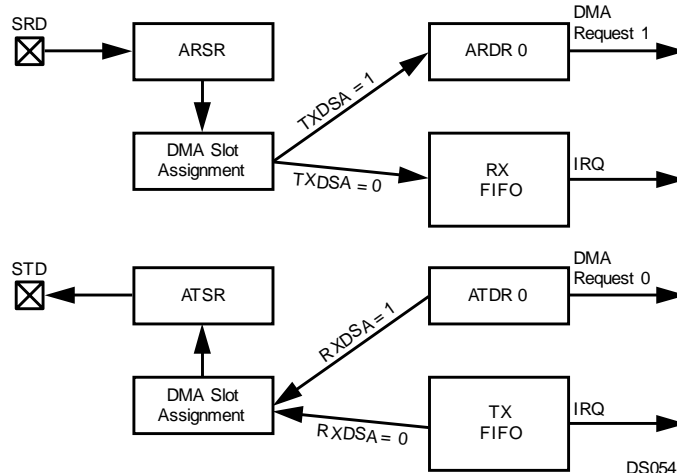 SRD
ARSR
ARDR 0
DMA
Request 1
TXDSA = 1
DMA Slot
Assignment
TXDSA = 0
RX
FIFO
IRQ
STD
ATSR
ATDR 0
DMA
Request 0
RXDSA = 1
DMA Slot
Assignment
RXDSA = 0
TX
FIFO
IRQ
DS054